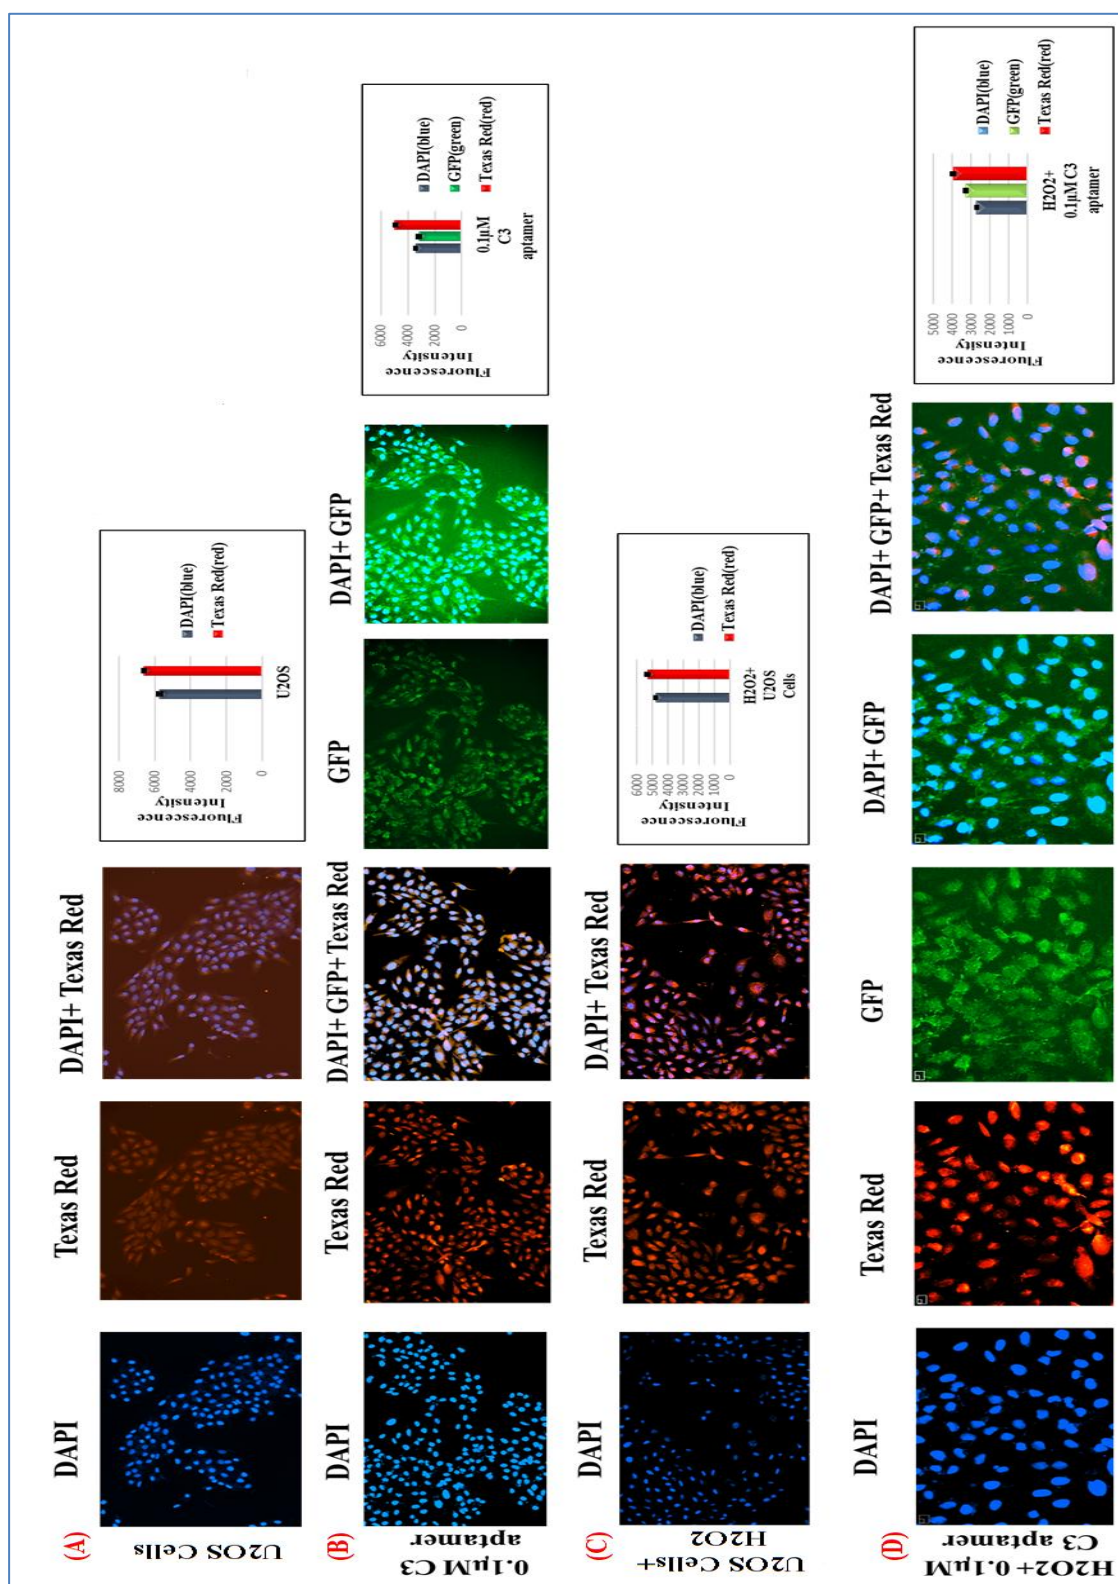 (A)
U2OS Cells
DAPI
Texas Red
DAPI+ Texas Red
Fluorescence
Intensity
8000
6000
4000
2000
0
U2OS
DAPI(blue)
Texas Red(red)
(B)
0.1µM C3
aptamer
DAPI
Texas Red
DAPI+ GFP+Texas Red
GFP
DAPI+ GFP
Fluorescence
Intensity
6000
4000
2000
0
0.1µM
C3
aptamer
DAPI(blue)
GFP(green)
Texas Red(red)
(C)
U2OS Cells+
H2O2
DAPI
Texas Red
DAPI+ Texas Red
Fluorescence
Intensity
6000
5000
4000
3000
2000
1000
0
H2O2+
U2OS
Cells
DAPI(blue)
Texas Red(red)
(D)
H2O2+ 0.1µM
C3 aptamer
DAPI
Texas Red
GFP
DAPI+ GFP
DAPI+ GFP+Texas Red
Fluorescence
Intensity
5000
4000
3000
2000
1000
0
H2O2+
0.1µM C3
aptamer
DAPI(blue)
GFP(green)
Texas Red(red)